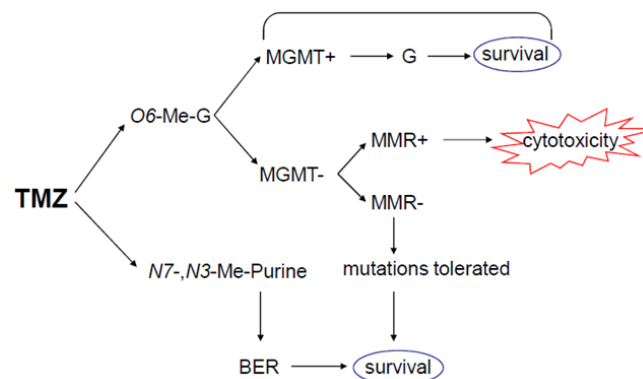 MGMT+ G survival
O6-Me-G
MMR+ cytotoxicity
MGMT-
TMZ
MMR-
N7-,N3-Me-Purine mutations tolerated
BER survival